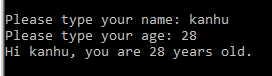 Please type your name: kanhu
Please type your age: 28
Hi kanhu, you are 28 years old.